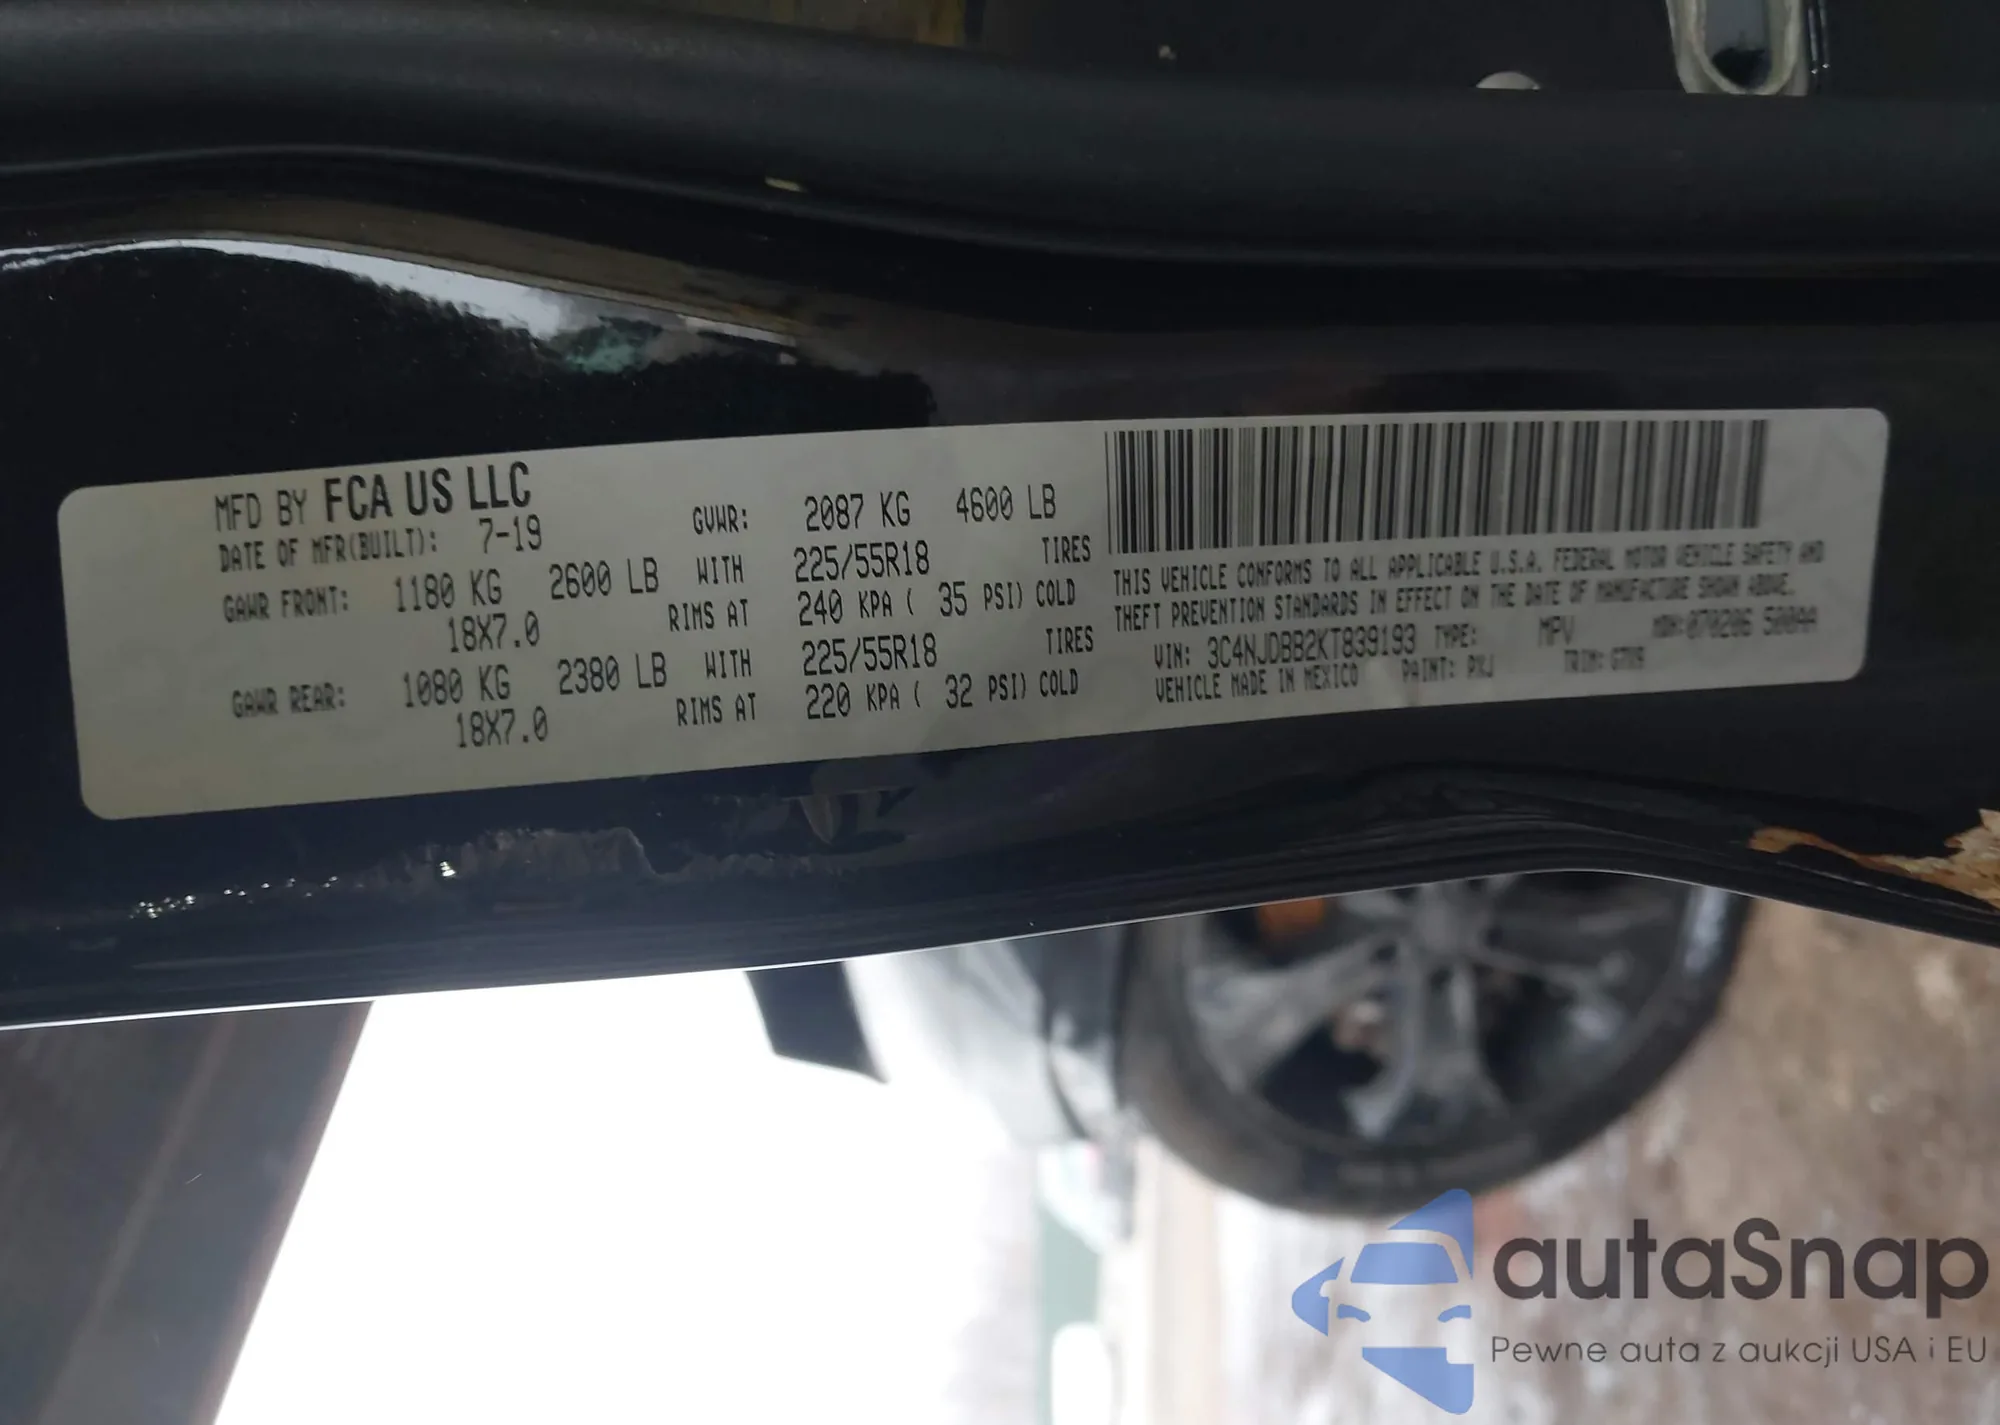 MFD BY FCA US LLC
DATE OF MFR(BUILT): 7-19
GVWR: 2087 KG 4600 LB
GAWR FRONT: 1180 KG 2600 LB WITH 225/55R18 TIRES
18X7.0 RIMS AT 240 KPA ( 35 PSI) COLD
GAWR REAR: 1080 KG 2380 LB WITH 225/55R18 TIRES
18X7.0 RIMS AT 220 KPA ( 32 PSI) COLD
THIS VEHICLE CONFORMS TO ALL APPLICABLE U.S.A. FEDERAL MOTOR VEHICLE SAFETY AND
THEFT PREVENTION STANDARDS IN EFFECT ON THE DATE OF MANUFACTURE SHOWN ABOVE.
VIN: 3C4NJDBB2KT839193 TYPE: MPV MDH:070206 500AA
VEHICLE MADE IN MEXICO PAINT: PXJ TRIM:
autaSnap
Pewne auta z aukcji USA i EU